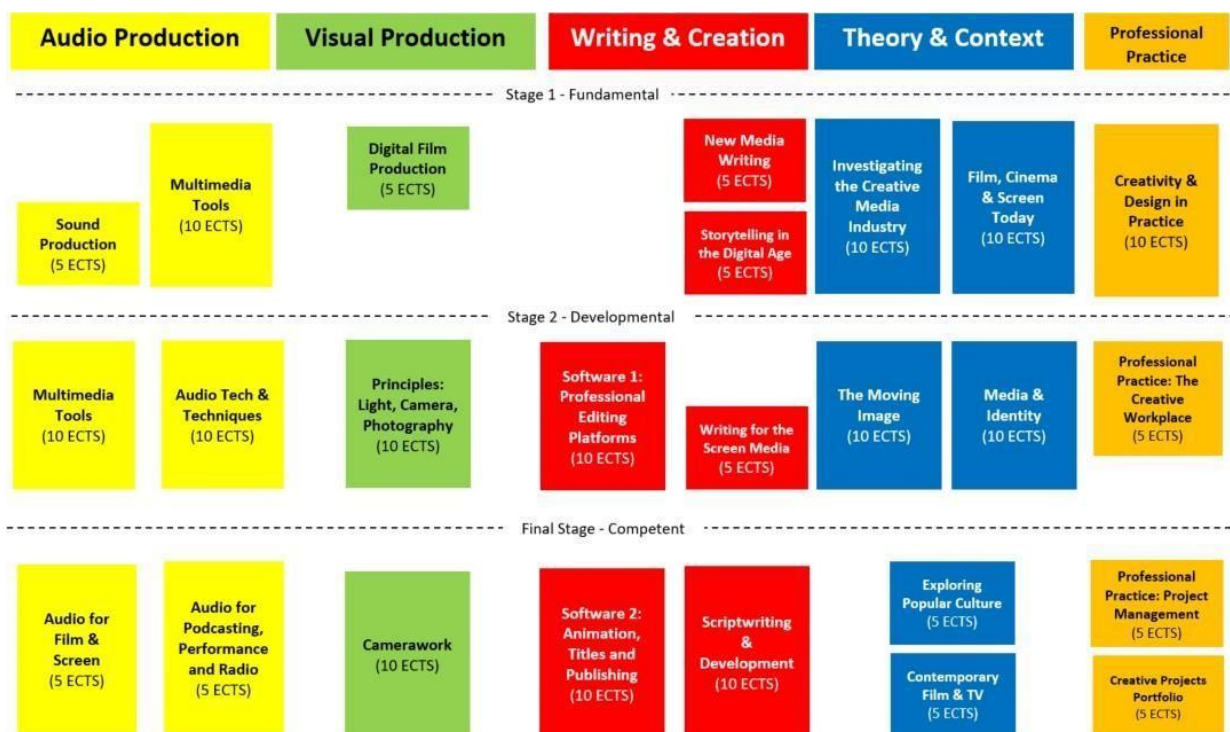 Audio Production
Visual Production
Writing & Creation
Theory & Context
Professional
Practice
Stage 1 - Fundamental
Sound
Production
(5 ECTS)
Multimedia
Tools
(10 ECTS)
Digital Film
Production
(5 ECTS)
New Media
Writing
(5 ECTS)
Storytelling in
the Digital Age
(5 ECTS)
Investigating
the Creative
Media
Industry
(10 ECTS)
Film, Cinema
& Screen
Today
(10 ECTS)
Creativity &
Design in
Practice
(10 ECTS)
Stage 2 - Developmental
Multimedia
Tools
(10 ECTS)
Audio Tech &
Techniques
(10 ECTS)
Principles:
Light, Camera,
Photography
(10 ECTS)
Software 1:
Professional
Editing
Platforms
(10 ECTS)
Writing for the
Screen Media
(5 ECTS)
The Moving
Image
(10 ECTS)
Media &
Identity
(10 ECTS)
Professional
Practice: The
Creative
Workplace
(5 ECTS)
Final Stage - Competent
Audio for
Film &
Screen
(5 ECTS)
Audio for
Podcasting,
Performance
and Radio
(5 ECTS)
Camerawork
(10 ECTS)
Software 2:
Animation,
Titles and
Publishing
(10 ECTS)
Scriptwriting
&
Development
(10 ECTS)
Exploring
Popular Culture
(5 ECTS)
Contemporary
Film & TV
(5 ECTS)
Professional
Practice: Project
Management
(5 ECTS)
Creative Projects
Portfolio
(5 ECTS)